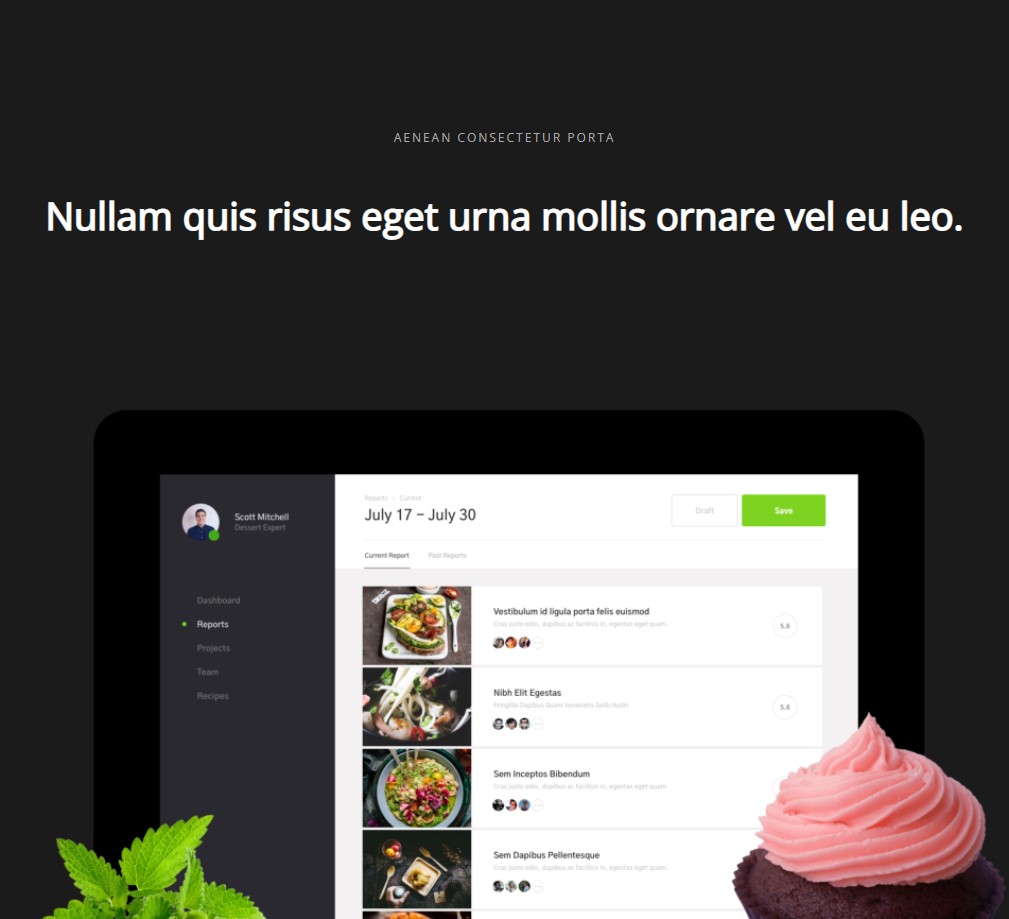 AENEAN CONSECTETUR PORTA
Nullam quis risus eget urna mollis ornare vel eu leo.
Scott Mitchell
Dessert Expert
Dashboard
Reports
Projects
Team
Recipes
Reports › Current
July 17 – July 30
Draft
Save
Current Report
Past Reports
Vestibulum id ligula porta felis euismod
Cras justo odio, dapibus ac facilisis in, egestas eget quam.
5.6
Nibh Elit Egestas
Fringilla Dapibus Quam Venenatis Sollicitudin
5.6
Sem Inceptos Bibendum
Cras justo odio, dapibus ac facilisis in, egestas eget quam.
Sem Dapibus Pellentesque
Cras justo odio, dapibus ac facilisis in, egestas eget quam.